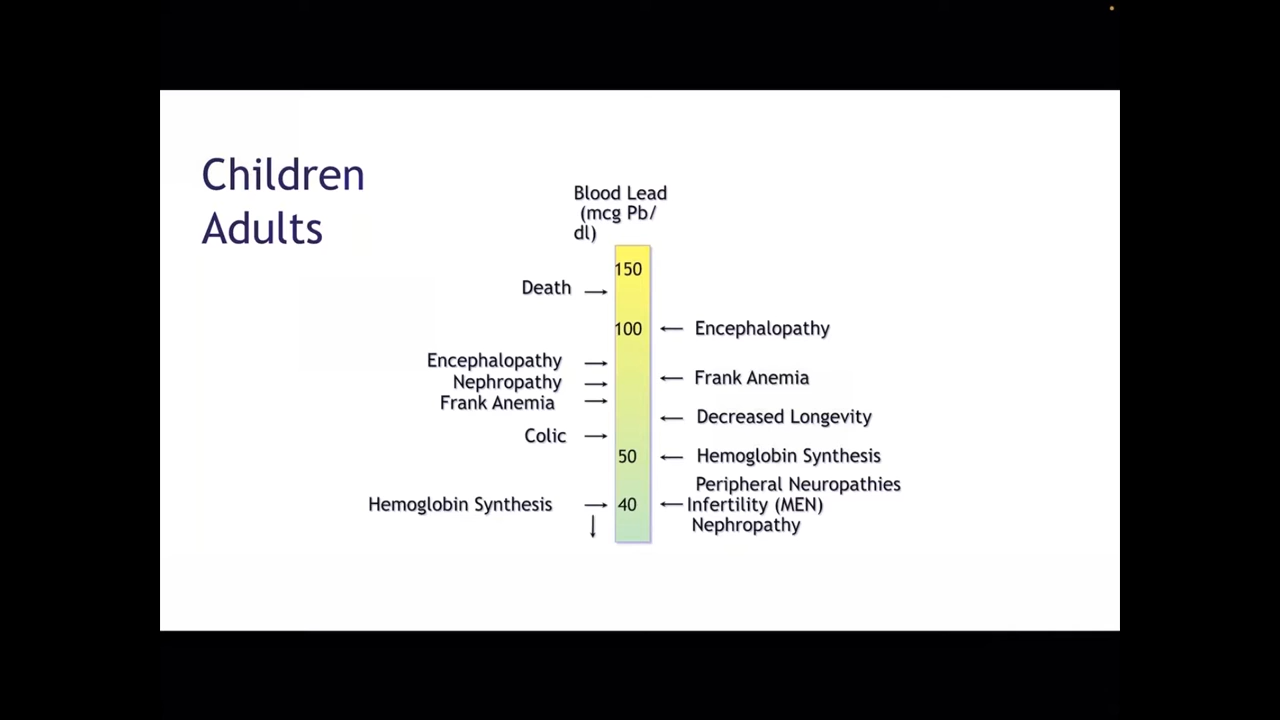 Children
Adults
Blood Lead
(mcg Pb/
dl)
150
Death
100
Encephalopathy
Encephalopathy
Nephropathy
Frank Anemia
Frank Anemia
Decreased Longevity
Colic
50
Hemoglobin Synthesis
Peripheral Neuropathies
Hemoglobin Synthesis
40
Infertility (MEN)
Nephropathy